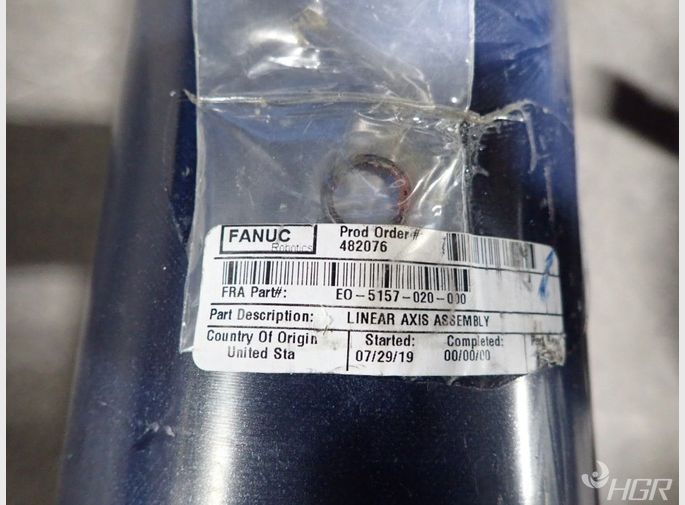 FANUC
Robotics
Prod Order#:
482076
FRA Part#: EO-5157-020-000
Part Description: LINEAR AXIS ASSEMBLY
Country Of Origin
United Sta
Started:
07/29/19
Completed:
00/00/00
HGR